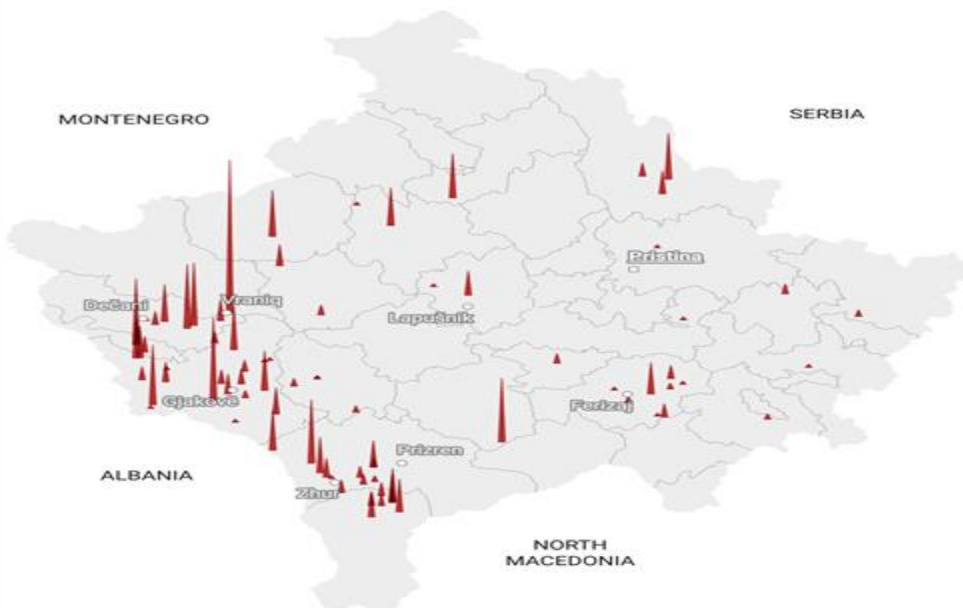 MONTENEGRO
SERBIA
Pristina
Dečani
Vraniq
Lapušnik
Gjakovë
Ferizaj
Prizren
ALBANIA
Zhur
NORTH
MACEDONIA